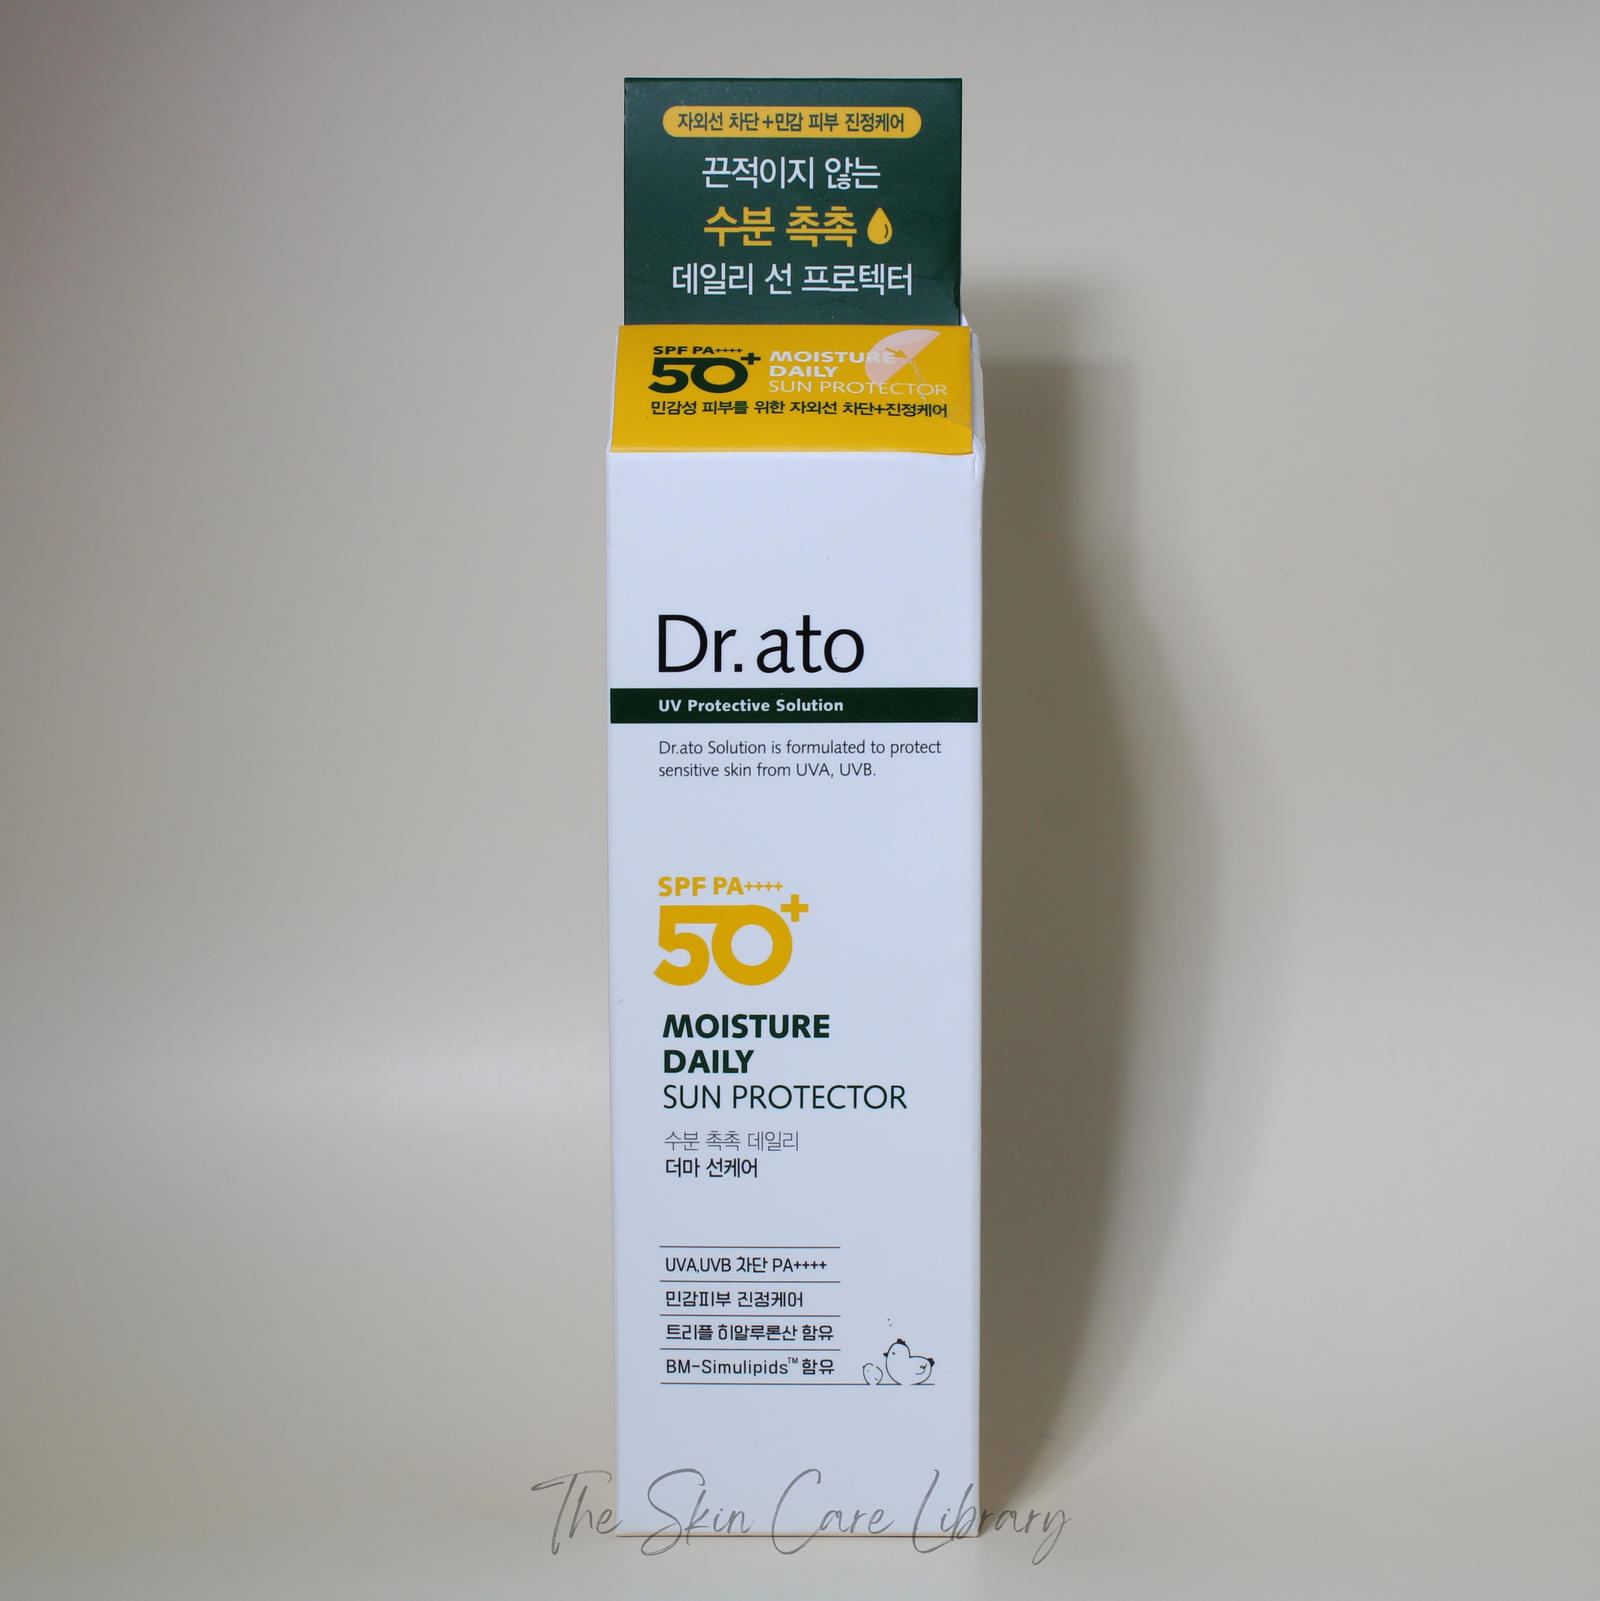 자외선 차단+민감 피부 진정케어
끈적이지 않는
수분 촉촉
데일리 선 프로텍터
SPF PA++++
50+
MOISTURE
DAILY
SUN PROTECTOR
민감성 피부를 위한 자외선 차단+진정케어
Dr.ato
UV Protective Solution
Dr.ato Solution is formulated to protect
sensitive skin from UVA, UVB.
SPF PA++++
50+
MOISTURE
DAILY
SUN PROTECTOR
수분 촉촉 데일리
더마 선케어
UVA,UVB 차단 PA++++
민감피부 진정케어
트리플 히알루론산 함유
BM-Simulipids™ 함유
The Skin Care Library